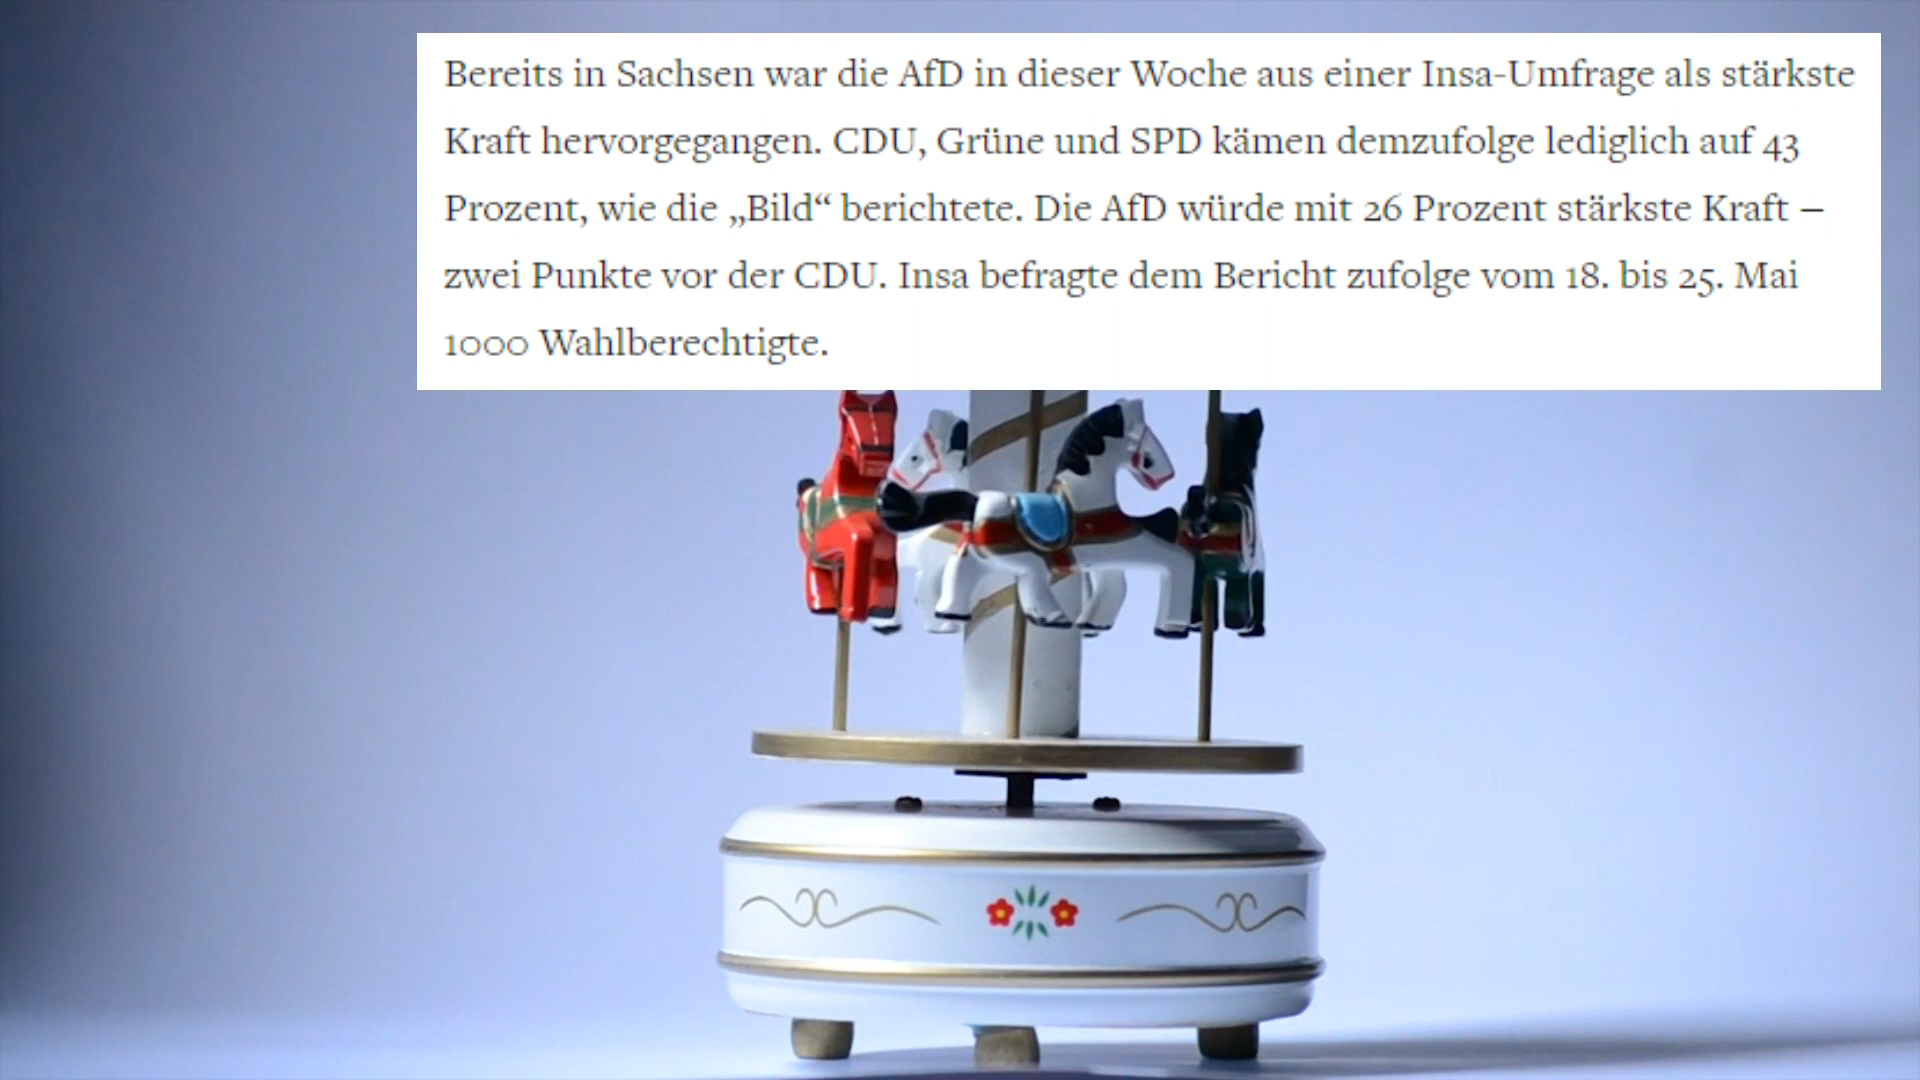 Bereits in Sachsen war die AfD in dieser Woche aus einer Insa-Umfrage als stärkste
Kraft hervorgegangen. CDU, Grüne und SPD kämen demzufolge lediglich auf 43
Prozent, wie die „Bild“ berichtete. Die AfD würde mit 26 Prozent stärkste Kraft –
zwei Punkte vor der CDU. Insa befragte dem Bericht zufolge vom 18. bis 25. Mai
1000 Wahlberechtigte.